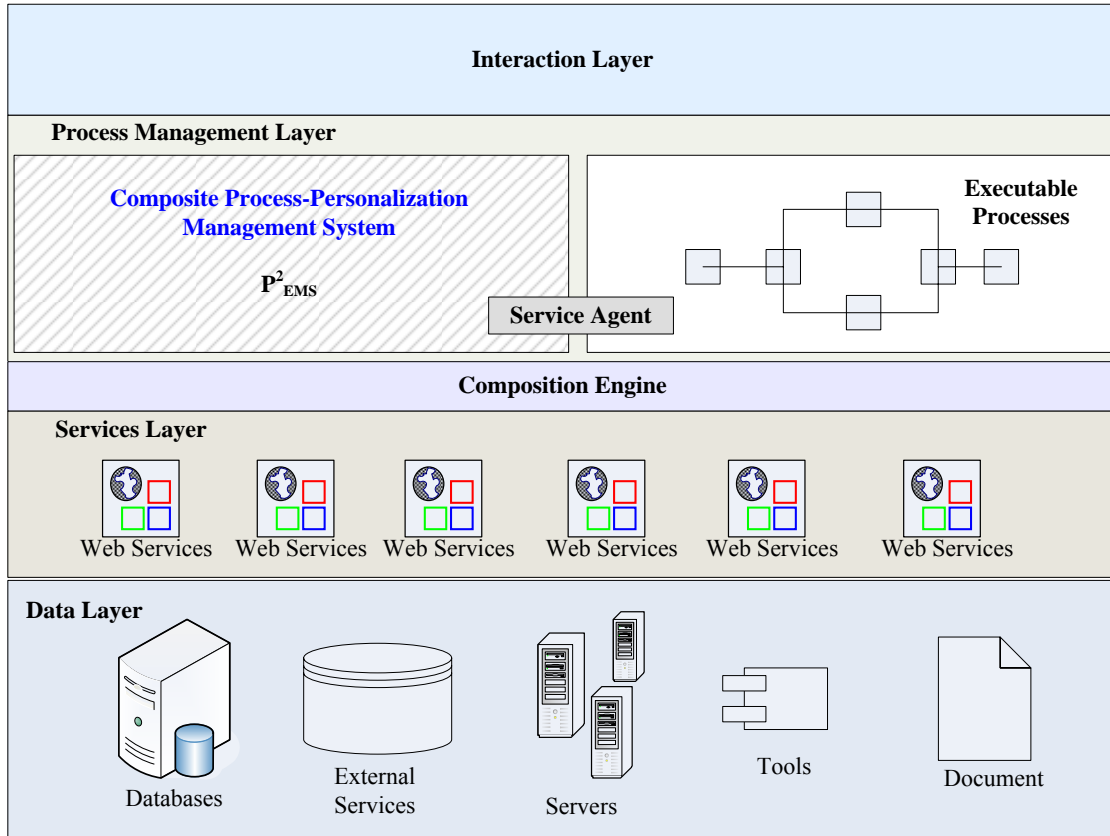 Interaction Layer
Process Management Layer
Composite Process-Personalization
Management System
P²EMS
Executable
Processes
Service Agent
Composition Engine
Services Layer
Web Services
Web Services
Web Services
Web Services
Web Services
Web Services
Data Layer
Databases
External
Services
Servers
Tools
Document